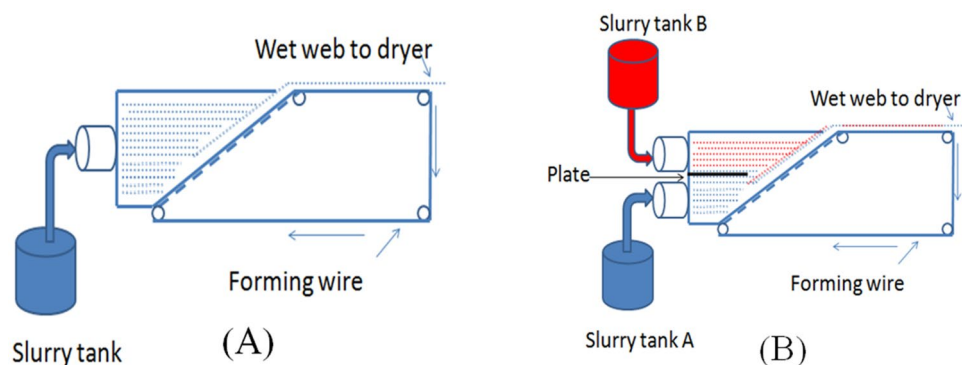 Wet web to dryer
Forming wire
Slurry tank
(A)
Slurry tank B
Wet web to dryer
Plate
Forming wire
Slurry tank A
(B)